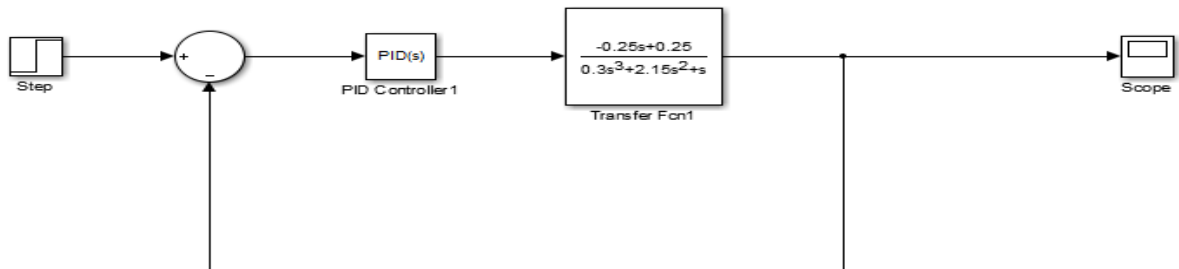 Step
+
−
PID(s)
PID Controller1
-0.25s+0.25
0.3s³+2.15s²+s
Transfer Fcn1
Scope